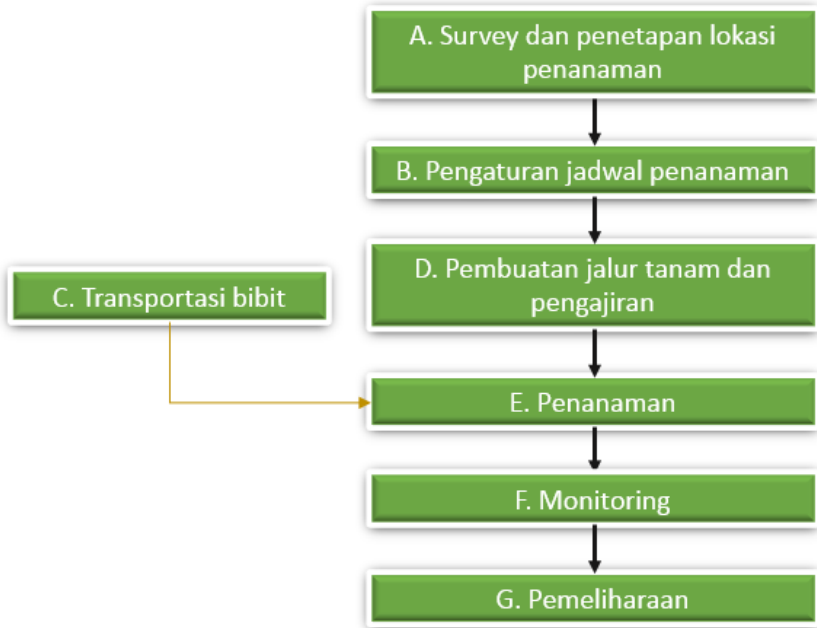 A. Survey dan penetapan lokasi
penanaman
B. Pengaturan jadwal penanaman
C. Transportasi bibit
D. Pembuatan jalur tanam dan
pengajiran
E. Penanaman
F. Monitoring
G. Pemeliharaan